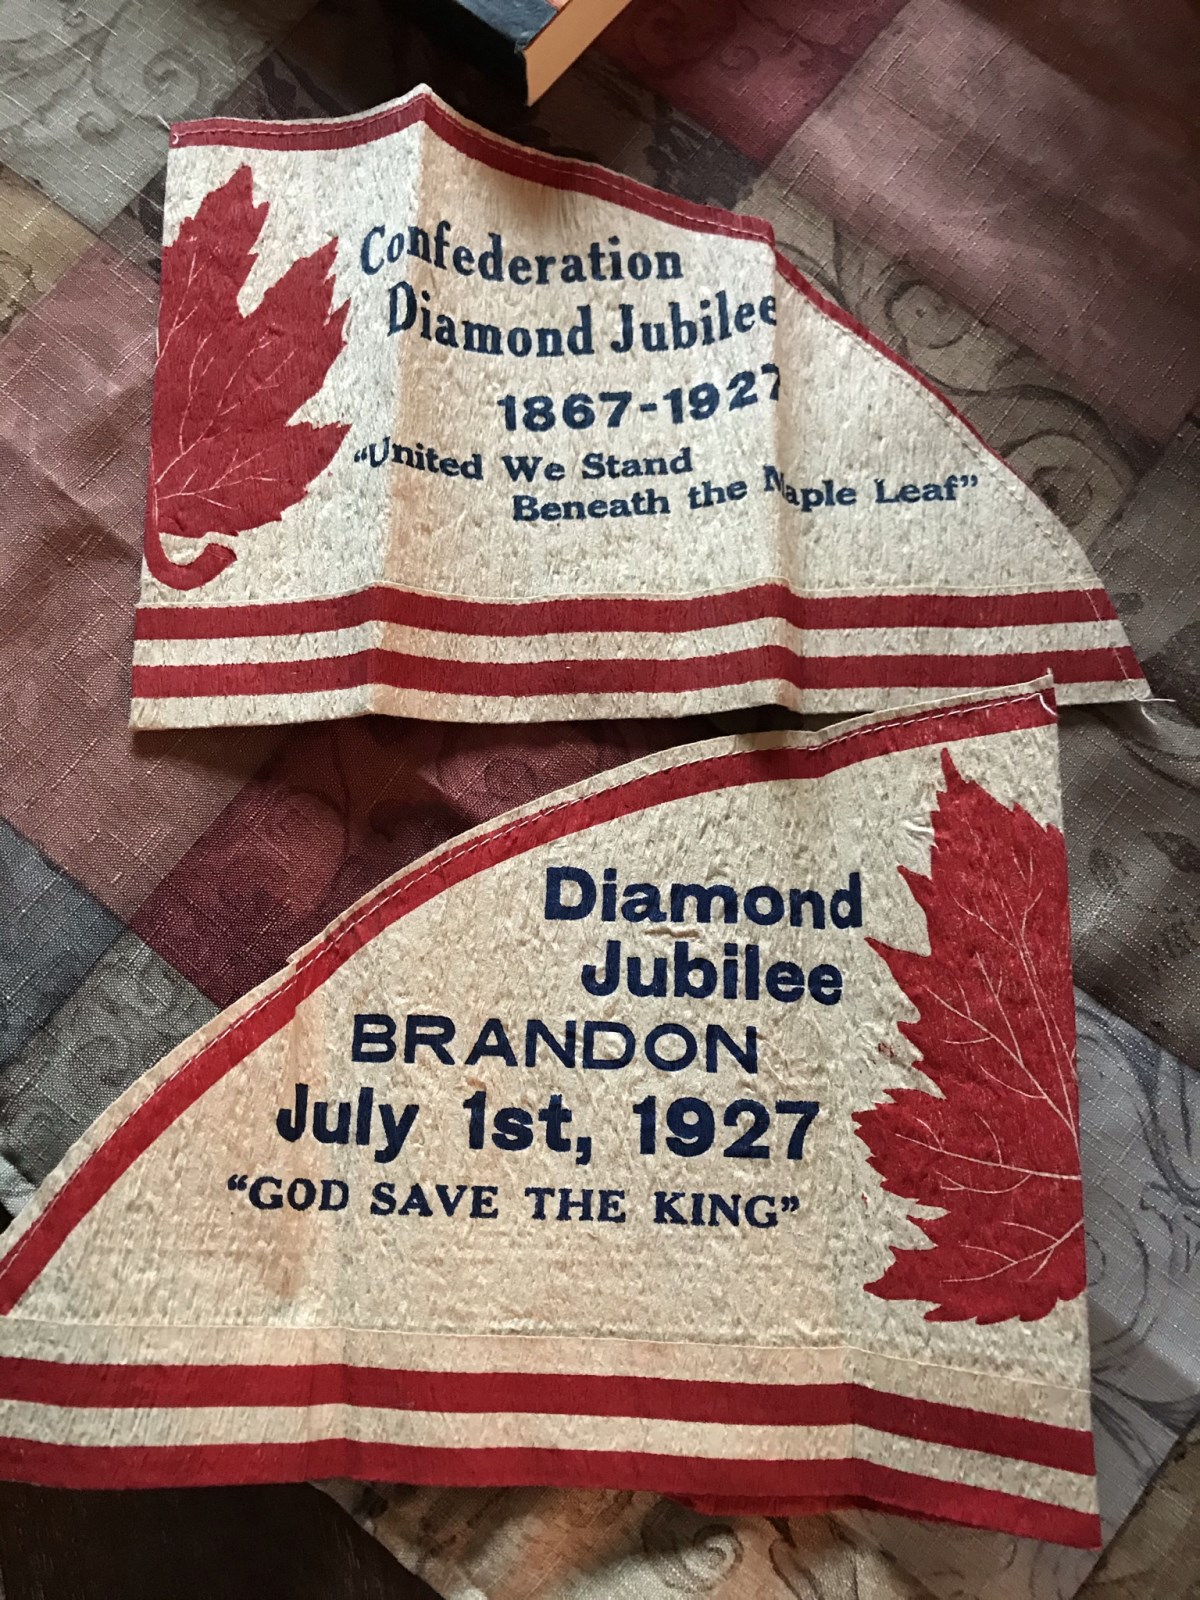 Confederation
Diamond Jubilee
1867-1927
“United We Stand
Beneath the Maple Leaf”
Diamond
Jubilee
BRANDON
July 1st, 1927
“GOD SAVE THE KING”